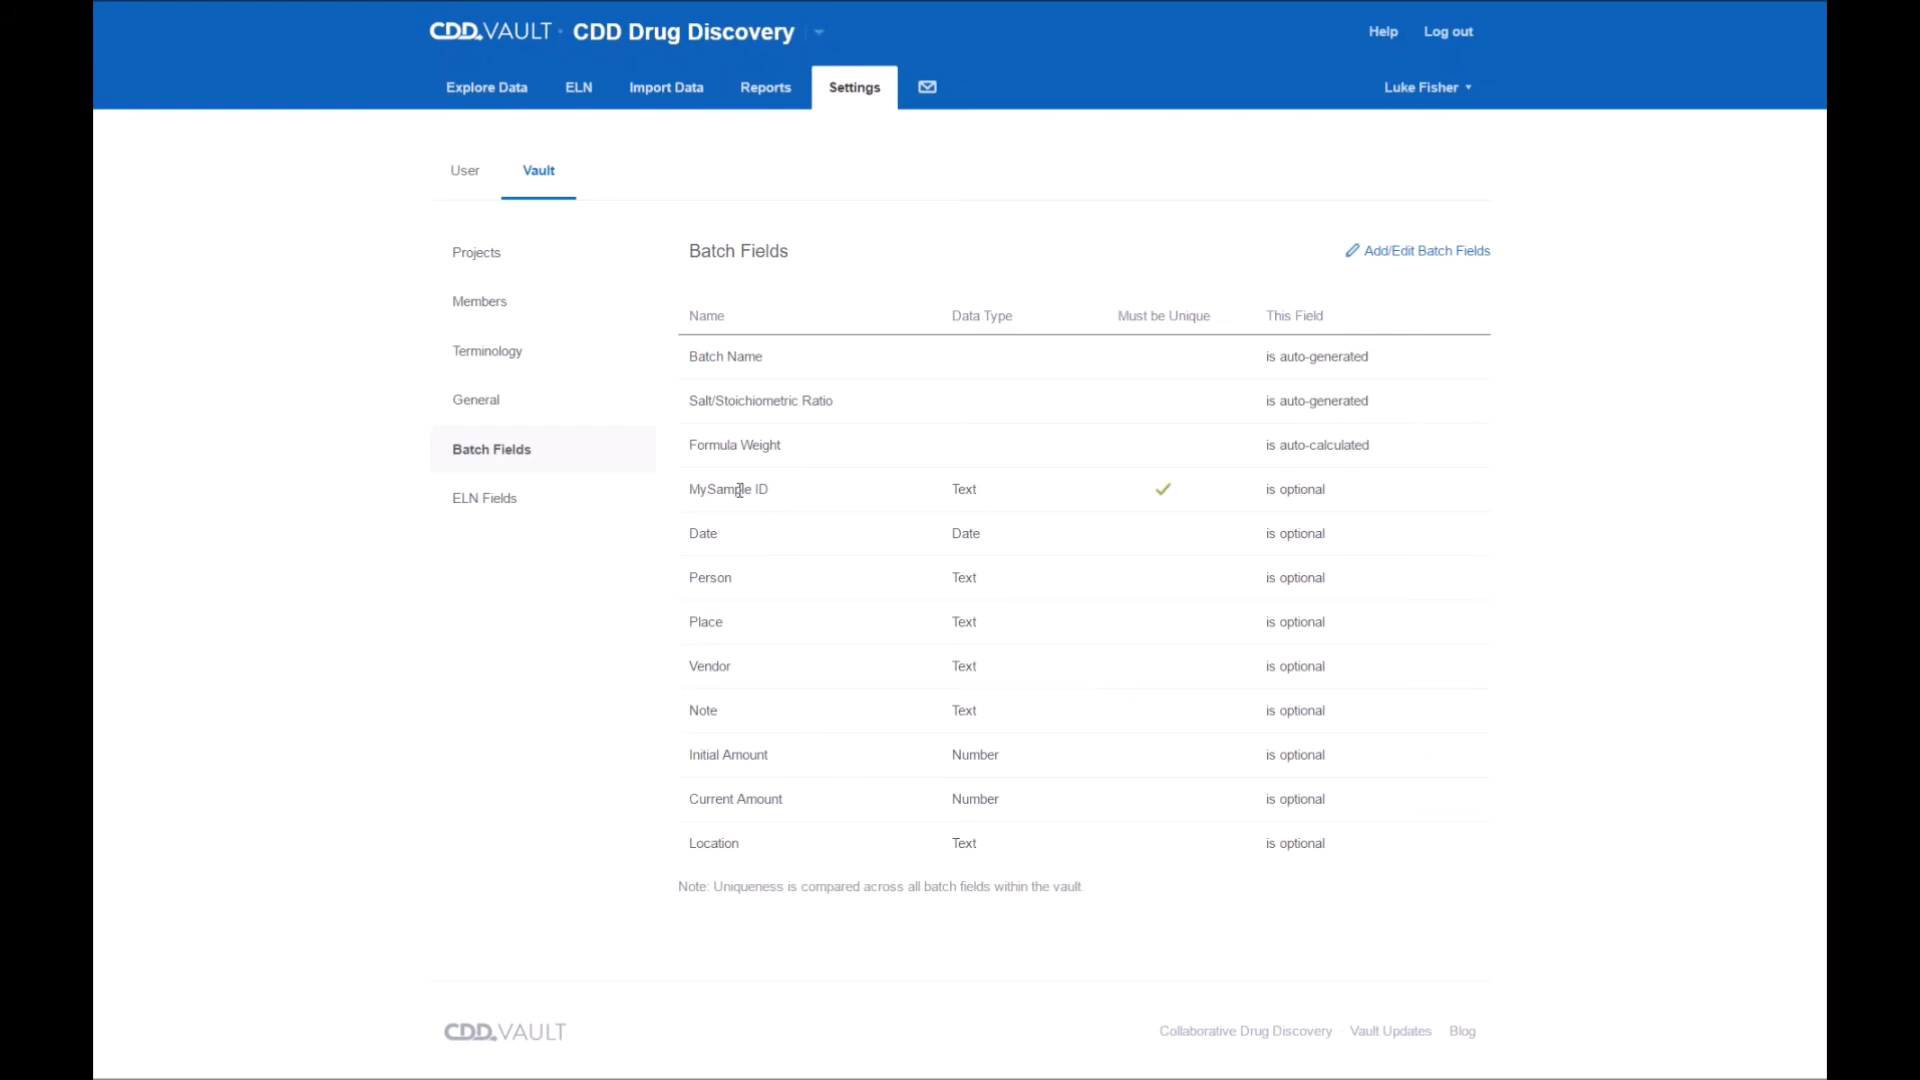 CDD.VAULT · CDD Drug Discovery
Help Log out
Explore Data ELN Import Data Reports Settings Luke Fisher
User Vault
Projects
Members
Terminology
General
Batch Fields
ELN Fields
Batch Fields Add/Edit Batch Fields
Name Data Type Must be Unique This Field
Batch Name is auto-generated
Salt/Stoichiometric Ratio is auto-generated
Formula Weight is auto-calculated
MySample ID Text is optional
Date Date is optional
Person Text is optional
Place Text is optional
Vendor Text is optional
Note Text is optional
Initial Amount Number is optional
Current Amount Number is optional
Location Text is optional
Note: Uniqueness is compared across all batch fields within the vault.
CDD.VAULT
Collaborative Drug Discovery · Vault Updates Blog